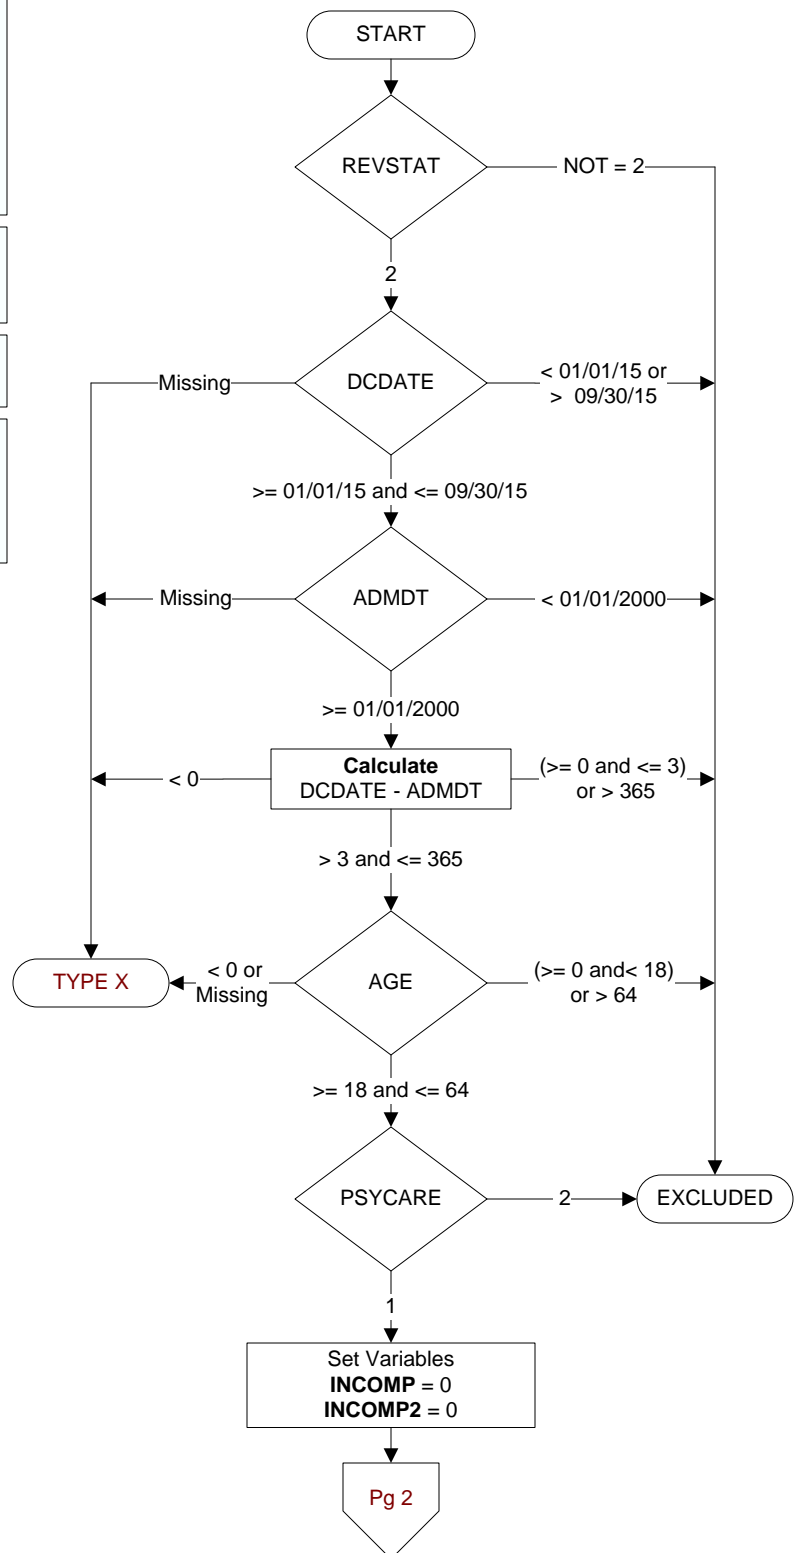 START
REVSTAT
NOT = 2
2
Missing
DCDATE
< 01/01/15 or
> 09/30/15
>= 01/01/15 and <= 09/30/15
Missing
ADMDT
< 01/01/2000
>= 01/01/2000
< 0
Calculate
DCDATE - ADMDT
(>= 0 and <= 3)
or > 365
> 3 and <= 365
TYPE X
< 0 or
Missing
AGE
(>= 0 and< 18)
or > 64
>= 18 and <= 64
PSYCARE
2
EXCLUDED
1
Set Variables
INCOMP = 0
INCOMP2 = 0
Pg 2